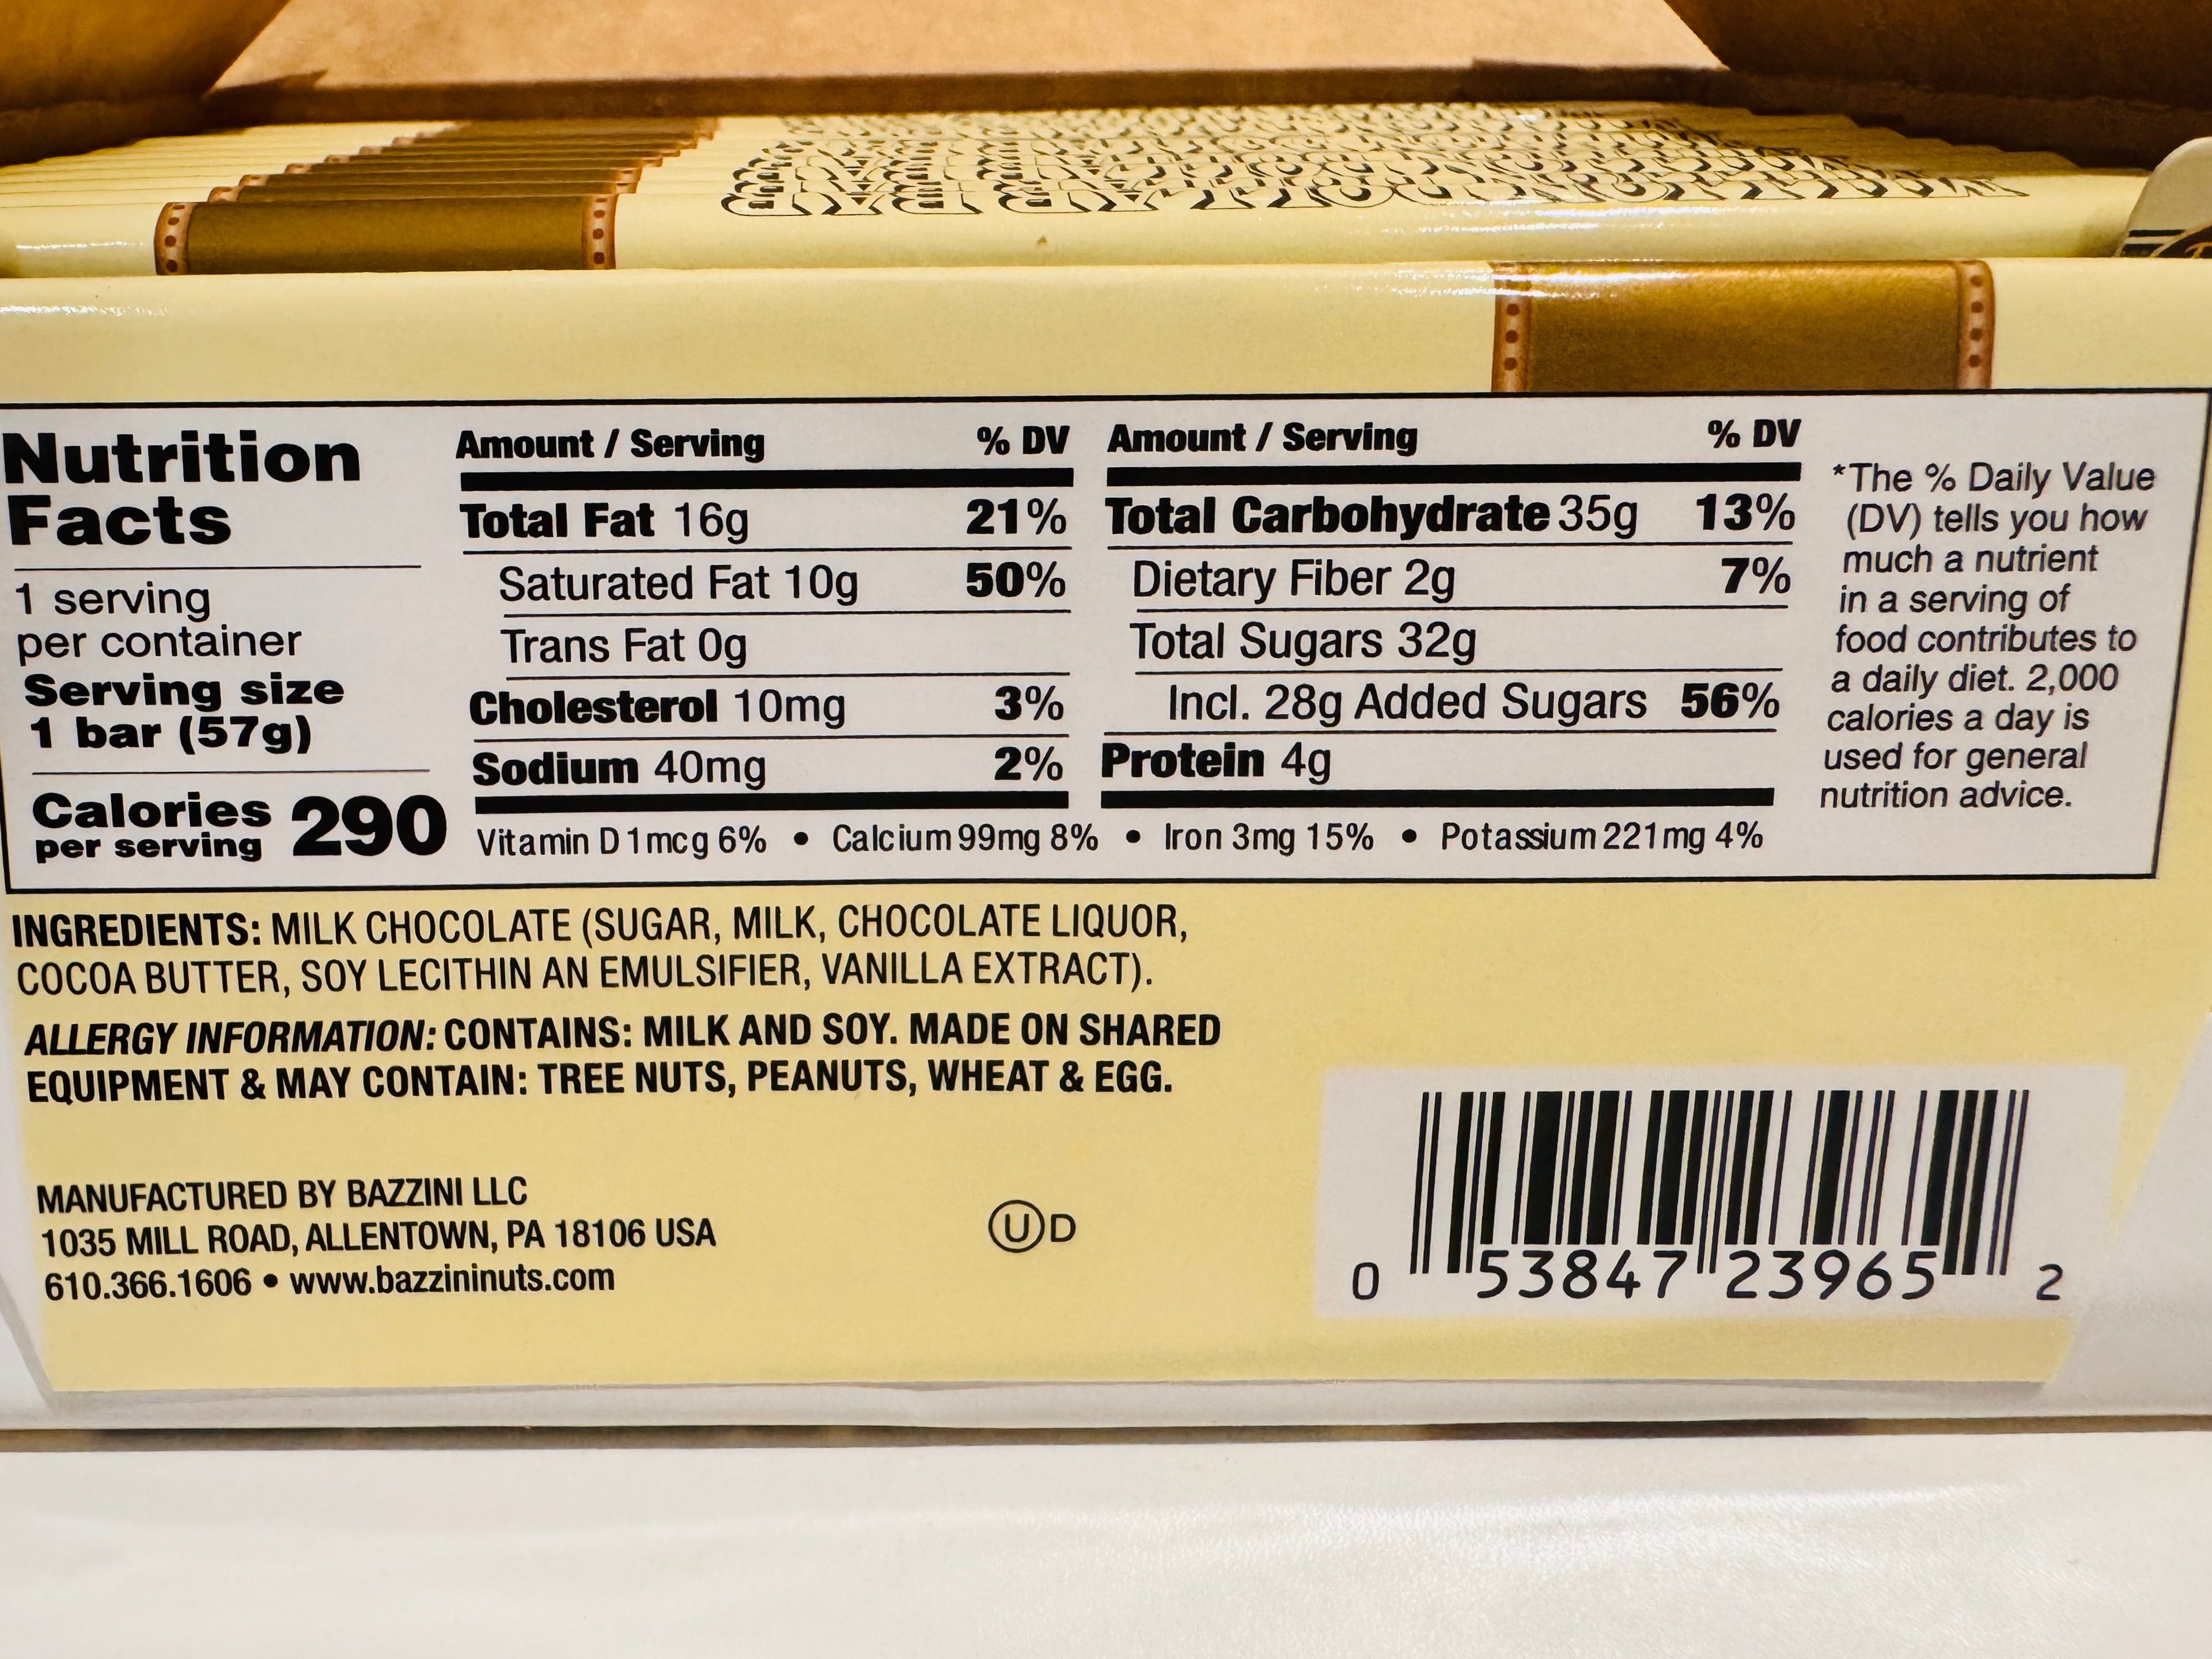 Nutrition
Facts
1 serving
per container
Serving size
1 bar (57g)
Calories
per serving 290
Amount / Serving % DV
Total Fat 16g 21%
Saturated Fat 10g 50%
Trans Fat 0g
Cholesterol 10mg 3%
Sodium 40mg 2%
Amount / Serving % DV
Total Carbohydrate 35g 13%
Dietary Fiber 2g 7%
Total Sugars 32g
Incl. 28g Added Sugars 56%
Protein 4g
Vitamin D 1mcg 6% • Calcium 99mg 8% • Iron 3mg 15% • Potassium 221mg 4%
*The % Daily Value
(DV) tells you how
much a nutrient
in a serving of
food contributes to
a daily diet. 2,000
calories a day is
used for general
nutrition advice.
INGREDIENTS: MILK CHOCOLATE (SUGAR, MILK, CHOCOLATE LIQUOR,
COCOA BUTTER, SOY LECITHIN AN EMULSIFIER, VANILLA EXTRACT).
ALLERGY INFORMATION: CONTAINS: MILK AND SOY. MADE ON SHARED
EQUIPMENT & MAY CONTAIN: TREE NUTS, PEANUTS, WHEAT & EGG.
MANUFACTURED BY BAZZINI LLC
1035 MILL ROAD, ALLENTOWN, PA 18106 USA
610.366.1606 • www.bazzininuts.com
U D
0 53847 23965 2